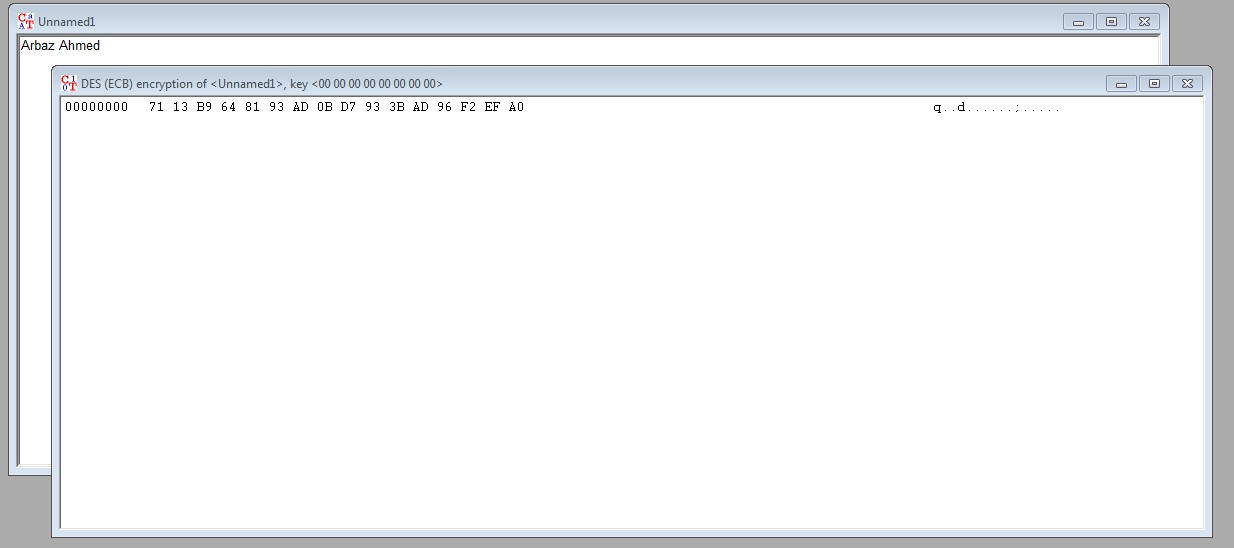 Unnamed1
Arbaz Ahmed
DES (ECB) encryption of <Unnamed1>, key <00 00 00 00 00 00 00 00>
00000000 71 13 B9 64 81 93 AD 0B D7 93 3B AD 96 F2 EF A0 q..d......;.....